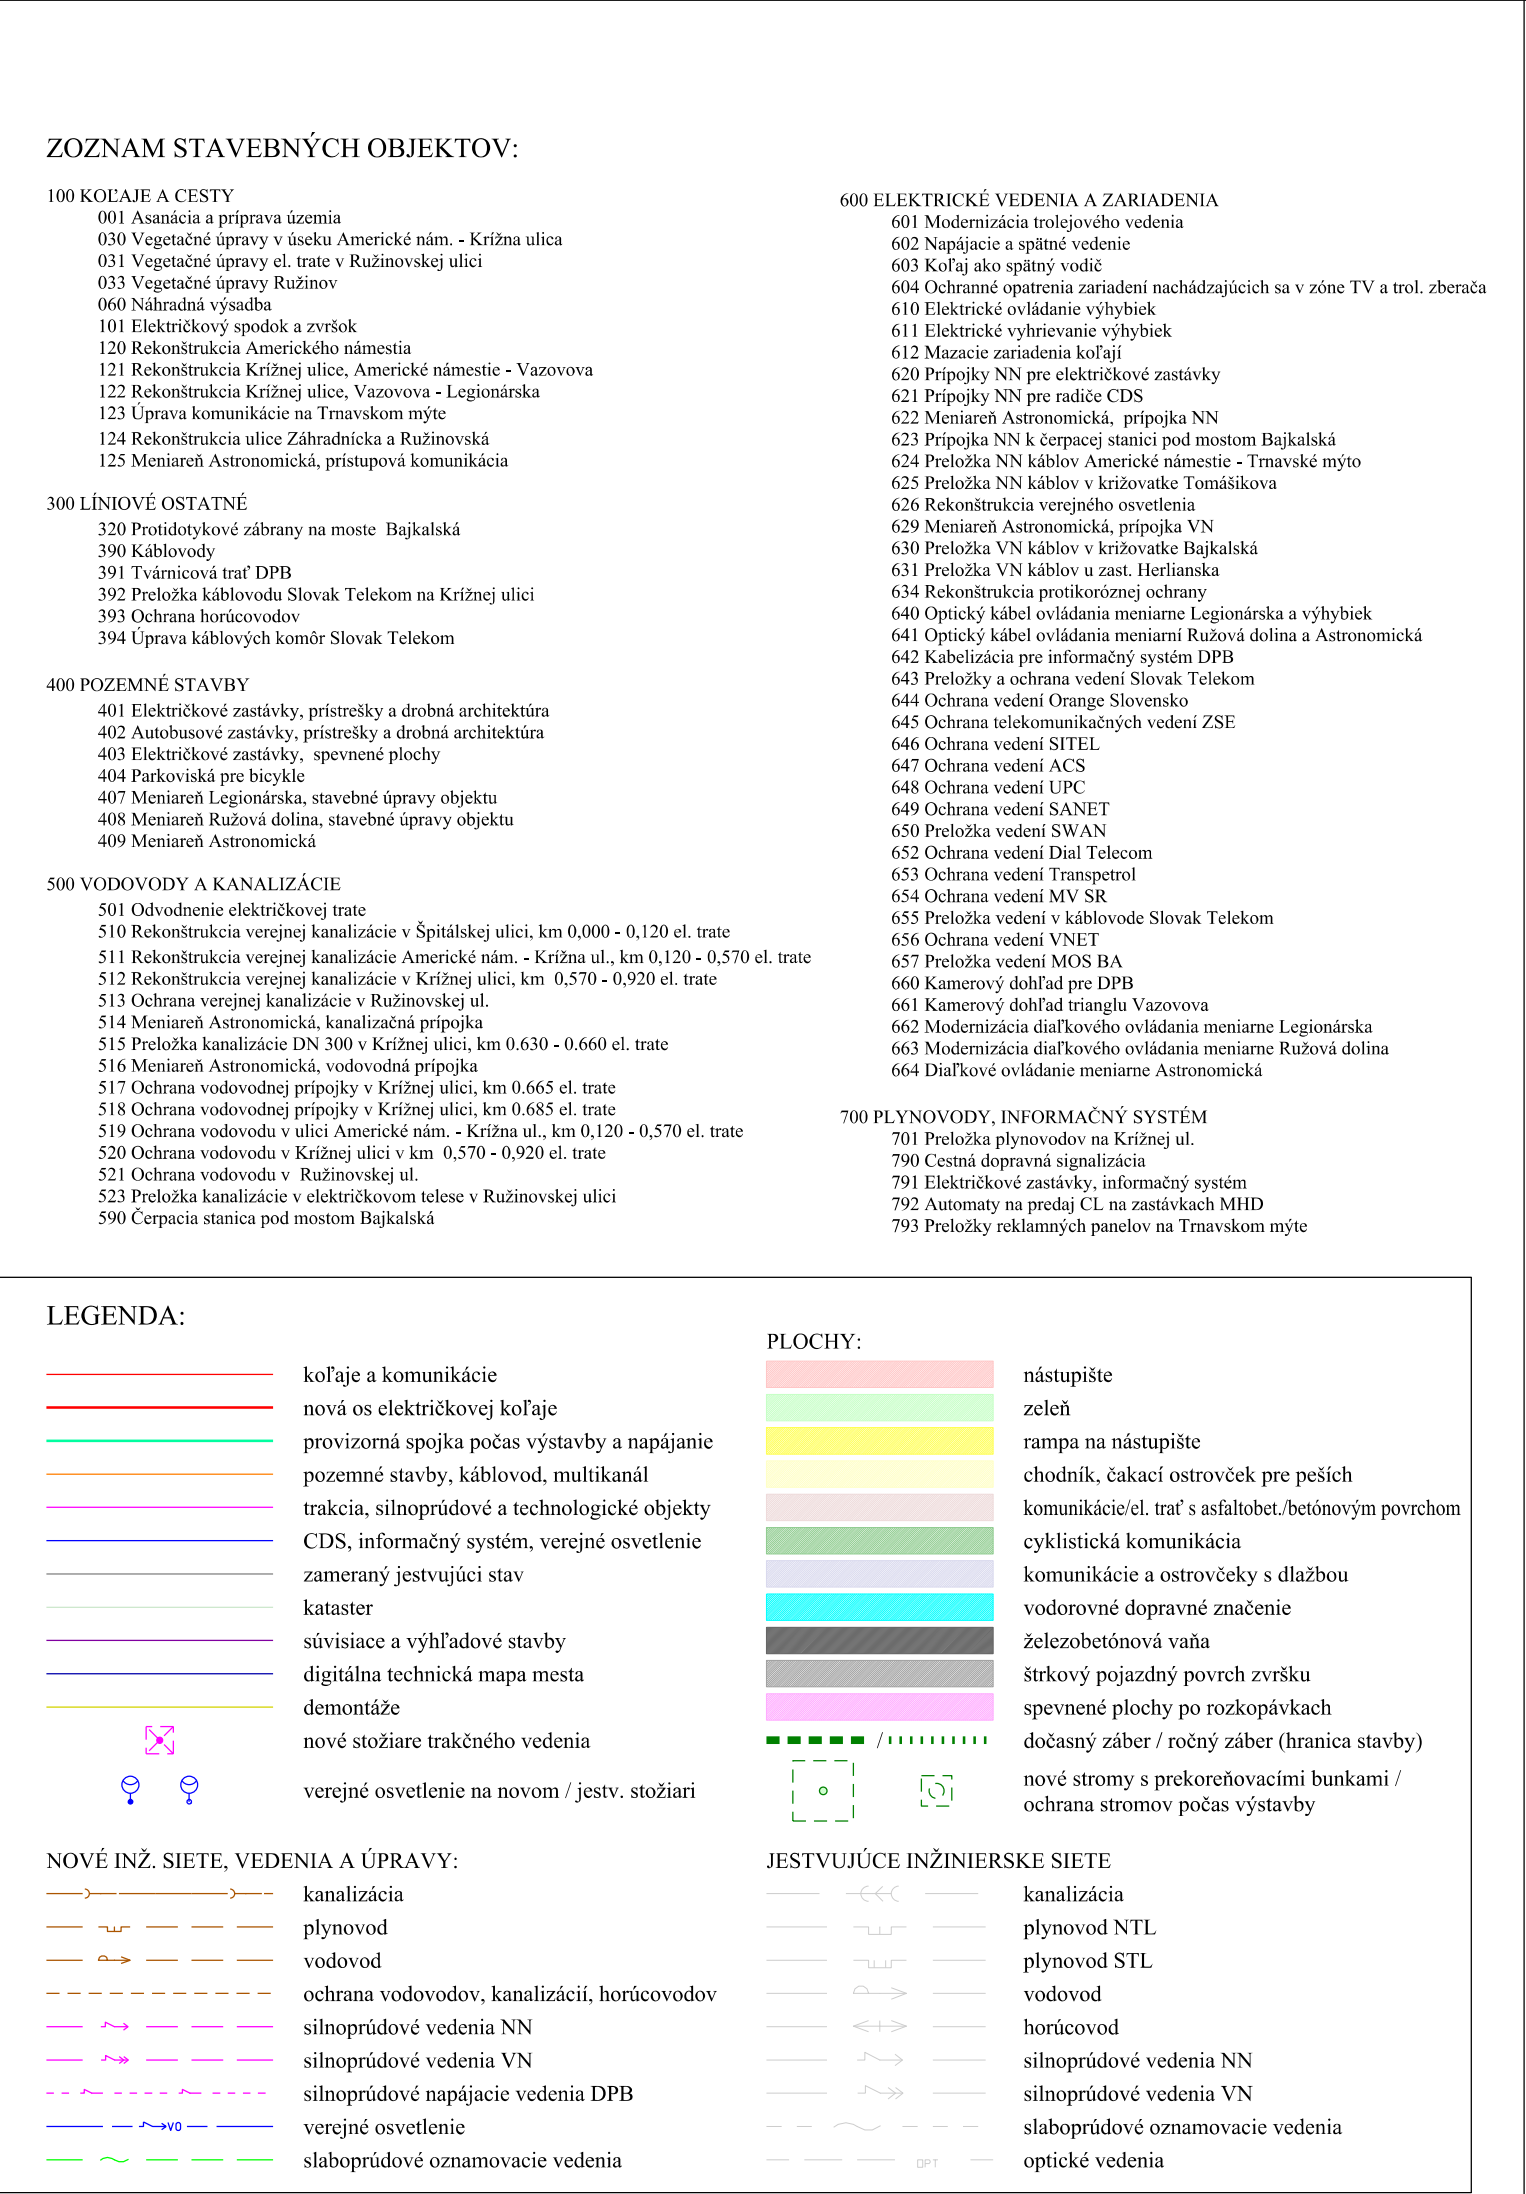 ZOZNAM STAVEBNÝCH OBJEKTOV:
100 KOĽAJE A CESTY
001 Asanácia a príprava územia
030 Vegetačné úpravy v úseku Americké nám. - Krížna ulica
031 Vegetačné úpravy el. trate v Ružinovskej ulici
033 Vegetačné úpravy Ružinov
060 Náhradná výsadba
101 Električkový spodok a zvršok
120 Rekonštrukcia Amerického námestia
121 Rekonštrukcia Krížnej ulice, Americké námestie - Vazovova
122 Rekonštrukcia Krížnej ulice, Vazovova - Legionárska
123 Úprava komunikácie na Trnavskom mýte
124 Rekonštrukcia ulice Záhradnícka a Ružinovská
125 Meniareň Astronomická, prístupová komunikácia
300 LÍNIOVÉ OSTATNÉ
320 Protidotykové zábrany na moste Bajkalská
390 Káblovody
391 Tvárnicová trať DPB
392 Preložka káblovodu Slovak Telekom na Krížnej ulici
393 Ochrana horúcovodov
394 Úprava káblových komôr Slovak Telekom
400 POZEMNÉ STAVBY
401 Električkové zastávky, prístrešky a drobná architektúra
402 Autobusové zastávky, prístrešky a drobná architektúra
403 Električkové zastávky, spevnené plochy
404 Parkoviská pre bicykle
407 Meniareň Legionárska, stavebné úpravy objektu
408 Meniareň Ružová dolina, stavebné úpravy objektu
409 Meniareň Astronomická
500 VODOVODY A KANALIZÁCIE
501 Odvodnenie električkovej trate
510 Rekonštrukcia verejnej kanalizácie v Špitálskej ulici, km 0,000 - 0,120 el. trate
511 Rekonštrukcia verejnej kanalizácie Americké nám. - Krížna ul., km 0,120 - 0,570 el. trate
512 Rekonštrukcia verejnej kanalizácie v Krížnej ulici, km 0,570 - 0,920 el. trate
513 Ochrana verejnej kanalizácie v Ružinovskej ul.
514 Meniareň Astronomická, kanalizačná prípojka
515 Preložka kanalizácie DN 300 v Krížnej ulici, km 0.630 - 0.660 el. trate
516 Meniareň Astronomická, vodovodná prípojka
517 Ochrana vodovodnej prípojky v Krížnej ulici, km 0.665 el. trate
518 Ochrana vodovodnej prípojky v Krížnej ulici, km 0.685 el. trate
519 Ochrana vodovodu v ulici Americké nám. - Krížna ul., km 0,120 - 0,570 el. trate
520 Ochrana vodovodu v Krížnej ulici v km 0,570 - 0,920 el. trate
521 Ochrana vodovodu v Ružinovskej ul.
523 Preložka kanalizácie v električkovom telese v Ružinovskej ulici
590 Čerpacia stanica pod mostom Bajkalská
600 ELEKTRICKÉ VEDENIA A ZARIADENIA
601 Modernizácia trolejového vedenia
602 Napájacie a spätné vedenie
603 Koľaj ako spätný vodič
604 Ochranné opatrenia zariadení nachádzajúcich sa v zóne TV a trol. zberača
610 Elektrické ovládanie výhybiek
611 Elektrické vyhrievanie výhybiek
612 Mazacie zariadenia koľají
620 Prípojky NN pre električkové zastávky
621 Prípojky NN pre radiče CDS
622 Meniareň Astronomická, prípojka NN
623 Prípojka NN k čerpacej stanici pod mostom Bajkalská
624 Preložka NN káblov Americké námestie - Trnavské mýto
625 Preložka NN káblov v križovatke Tomášikova
626 Rekonštrukcia verejného osvetlenia
629 Meniareň Astronomická, prípojka VN
630 Preložka VN káblov v križovatke Bajkalská
631 Preložka VN káblov u zast. Herlianska
634 Rekonštrukcia protikoróznej ochrany
640 Optický kábel ovládania meniarne Legionárska a výhybiek
641 Optický kábel ovládania meniarní Ružová dolina a Astronomická
642 Kabelizácia pre informačný systém DPB
643 Preložky a ochrana vedení Slovak Telekom
644 Ochrana vedení Orange Slovensko
645 Ochrana telekomunikačných vedení ZSE
646 Ochrana vedení SITEL
647 Ochrana vedení ACS
648 Ochrana vedení UPC
649 Ochrana vedení SANET
650 Preložka vedení SWAN
652 Ochrana vedení Dial Telecom
653 Ochrana vedení Transpetrol
654 Ochrana vedení MV SR
655 Preložka vedení v káblovode Slovak Telekom
656 Ochrana vedení VNET
657 Preložka vedení MOS BA
660 Kamerový dohľad pre DPB
661 Kamerový dohľad trianglu Vazovova
662 Modernizácia diaľkového ovládania meniarne Legionárska
663 Modernizácia diaľkového ovládania meniarne Ružová dolina
664 Diaľkové ovládanie meniarne Astronomická
700 PLYNOVODY, INFORMAČNÝ SYSTÉM
701 Preložka plynovodov na Krížnej ul.
790 Cestná dopravná signalizácia
791 Električkové zastávky, informačný systém
792 Automaty na predaj CL na zastávkach MHD
793 Preložky reklamných panelov na Trnavskom mýte
LEGENDA:
koľaje a komunikácie
nová os električkovej koľaje
provizorná spojka počas výstavby a napájanie
pozemné stavby, káblovod, multikanál
trakcia, silnoprúdové a technologické objekty
CDS, informačný systém, verejné osvetlenie
zameraný jestvujúci stav
kataster
súvisiace a výhľadové stavby
digitálna technická mapa mesta
demontáže
nové stožiare trakčného vedenia
verejné osvetlenie na novom / jestv. stožiari
PLOCHY:
nástupište
zeleň
rampa na nástupište
chodník, čakací ostrovček pre peších
komunikácie/el. trať s asfaltobet./betónovým povrchom
cyklistická komunikácia
komunikácie a ostrovčeky s dlažbou
vodorovné dopravné značenie
železobetónová vaňa
štrkový pojazdný povrch zvršku
spevnené plochy po rozkopávkach
/ dočasný záber / ročný záber (hranica stavby)
nové stromy s prekoreňovacími bunkami /
ochrana stromov počas výstavby
NOVÉ INŽ. SIETE, VEDENIA A ÚPRAVY:
kanalizácia
plynovod
vodovod
ochrana vodovodov, kanalizácií, horúcovodov
silnoprúdové vedenia NN
silnoprúdové vedenia VN
silnoprúdové napájacie vedenia DPB
VO verejné osvetlenie
slaboprúdové oznamovacie vedenia
JESTVUJÚCE INŽINIERSKE SIETE
kanalizácia
plynovod NTL
plynovod STL
vodovod
horúcovod
silnoprúdové vedenia NN
silnoprúdové vedenia VN
slaboprúdové oznamovacie vedenia
OPT optické vedenia